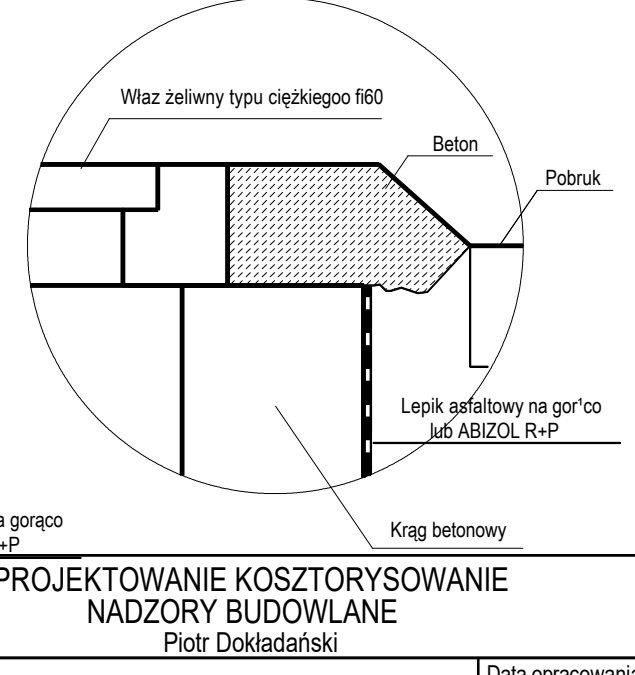 Właz żeliwny typu ciężkiegoo fi60
Beton
Pobruk
Lepik asfaltowy na gor¹co
lub ABIZOL R+P
a gorąco
+P
Krąg betonowy
PROJEKTOWANIE KOSZTORYSOWANIE
NADZORY BUDOWLANE
Piotr Dokładański
Data opracowania